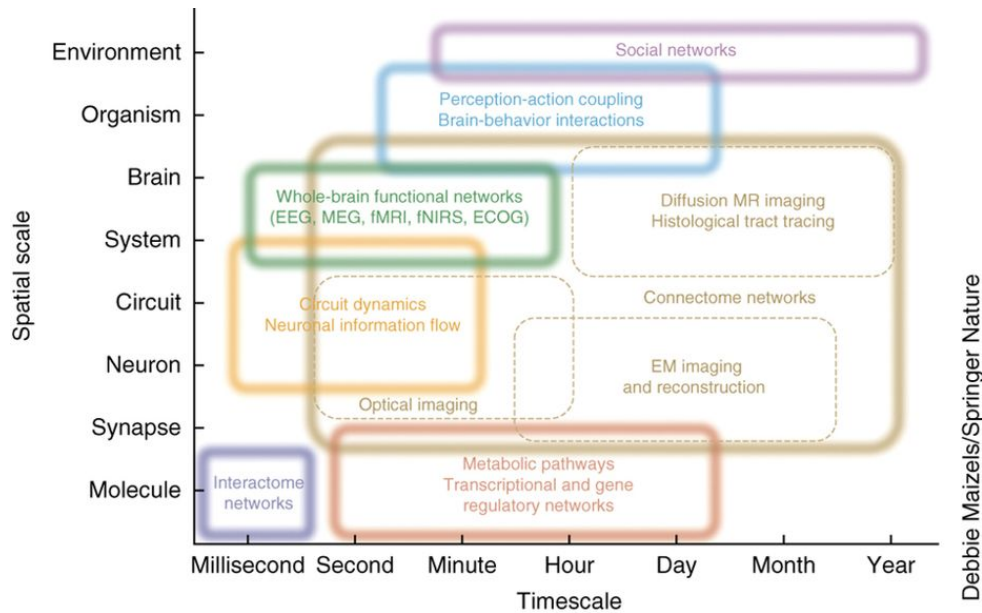 Environment
Organism
Brain
System
Circuit
Neuron
Synapse
Molecule
Spatial scale
Social networks
Perception-action coupling
Brain-behavior interactions
Whole-brain functional networks
(EEG, MEG, fMRI, fNIRS, ECOG)
Diffusion MR imaging
Histological tract tracing
Circuit dynamics
Neuronal information flow
Connectome networks
EM imaging
and reconstruction
Optical imaging
Interactome
networks
Metabolic pathways
Transcriptional and gene
regulatory networks
Millisecond Second Minute Hour Day Month Year
Timescale
Debbie Maizels/Springer Nature